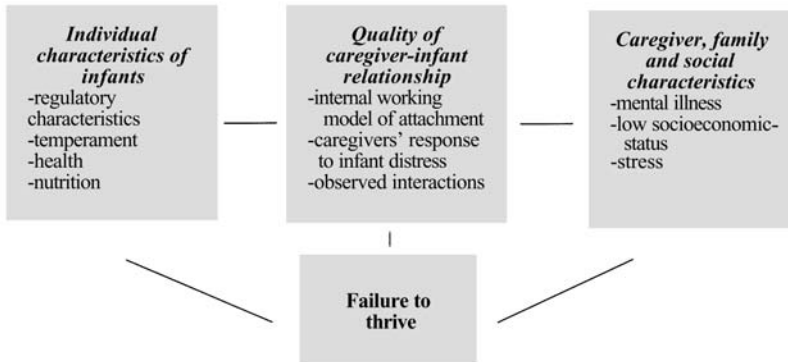 Individual
characteristics of
infants
-regulatory
characteristics
-temperament
-health
-nutrition
Quality of
caregiver-infant
relationship
-internal working
model of attachment
-caregivers’ response
to infant distress
-observed interactions
Caregiver, family
and social
characteristics
-mental illness
-low socioeconomic-
status
-stress
Failure to
thrive